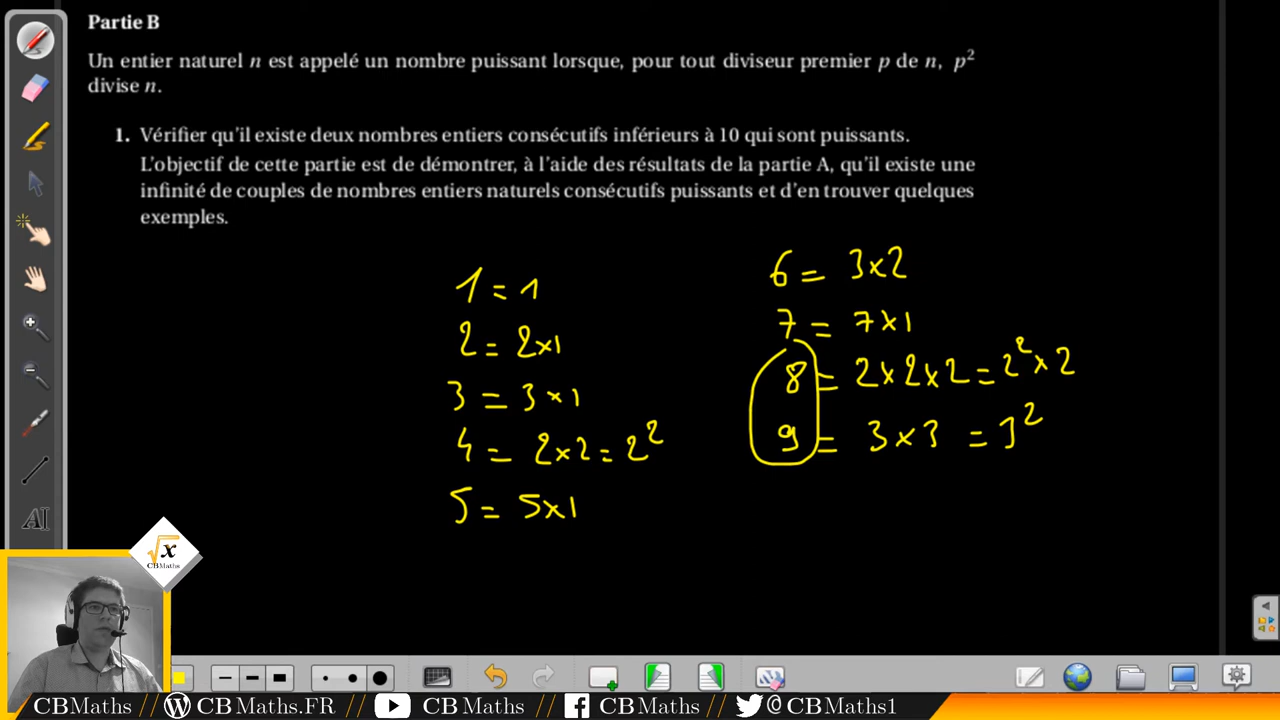 Partie B
Un entier naturel n est appelé un nombre puissant lorsque, pour tout diviseur premier p de n, p²
divise n.
1. Vérifier qu'il existe deux nombres entiers consécutifs inférieurs à 10 qui sont puissants.
L'objectif de cette partie est de démontrer, à l'aide des résultats de la partie A, qu'il existe une
infinité de couples de nombres entiers naturels consécutifs puissants et d'en trouver quelques
exemples.
1 = 1
2 = 2×1
3 = 3×1
4 = 2×2 = 2²
5 = 5×1
6 = 3×2
7 = 7×1
8 = 2×2×2 = 2²×2
9 = 3×3 = 3²
AI
√x
CBMaths
CBMaths CBMaths.FR CBMaths CBMaths @CBMaths1